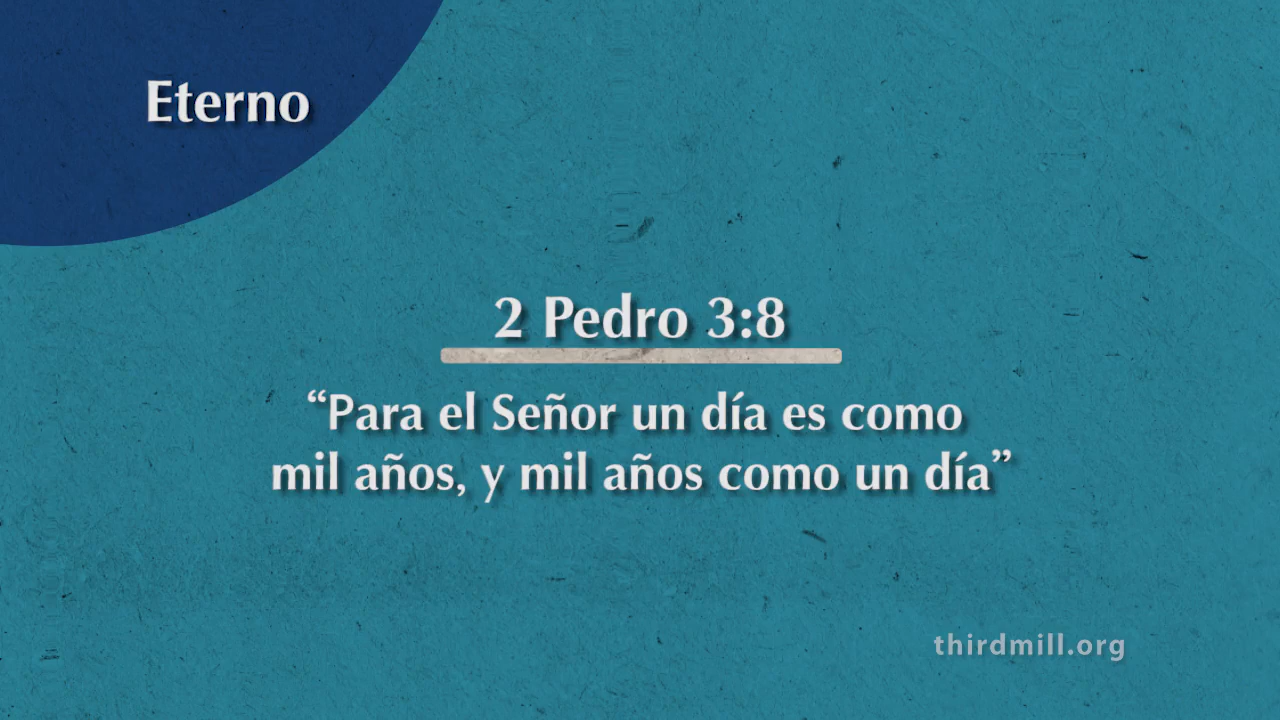 Eterno
2 Pedro 3:8
“Para el Señor un día es como
mil años, y mil años como un día”
thirdmill.org